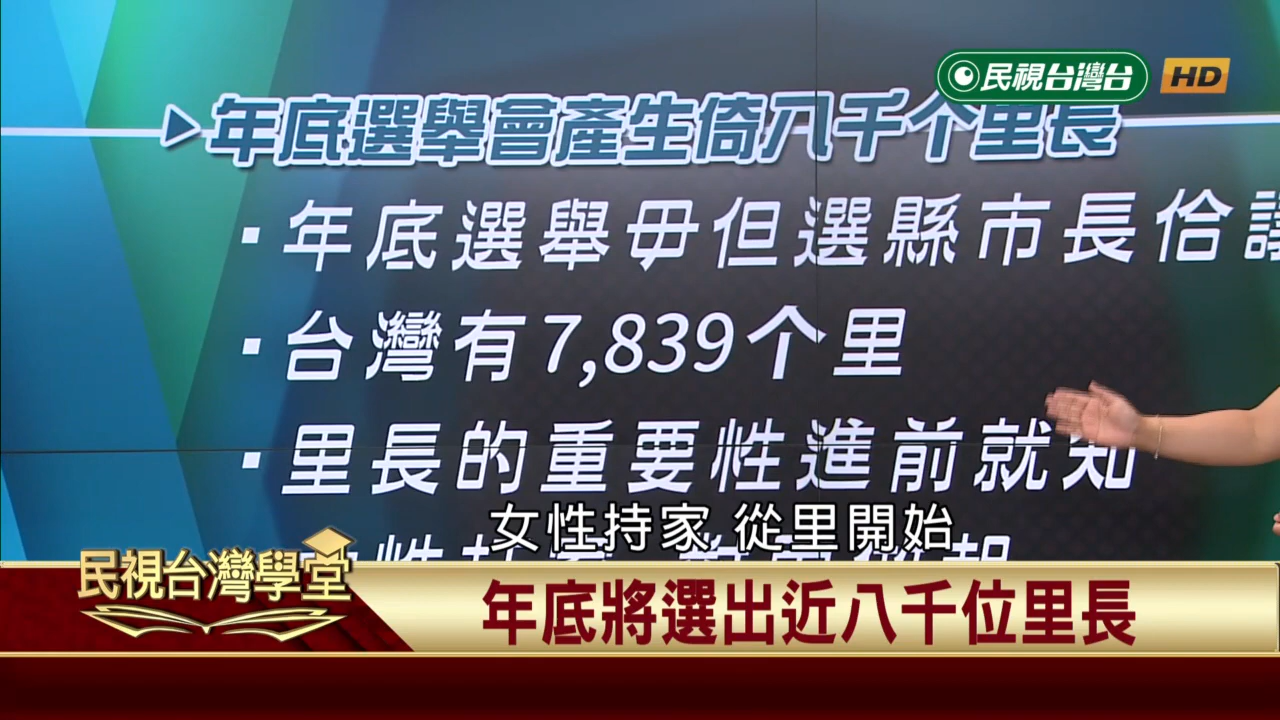 民視台灣台 HD
年底選舉會產生倚八千个里長
·年底選舉毋但選縣市長佮議
·台灣有7,839个里
·里長的重要性進前就知
女性持家 從里開始
民視台灣學堂
年底將選出近八千位里長